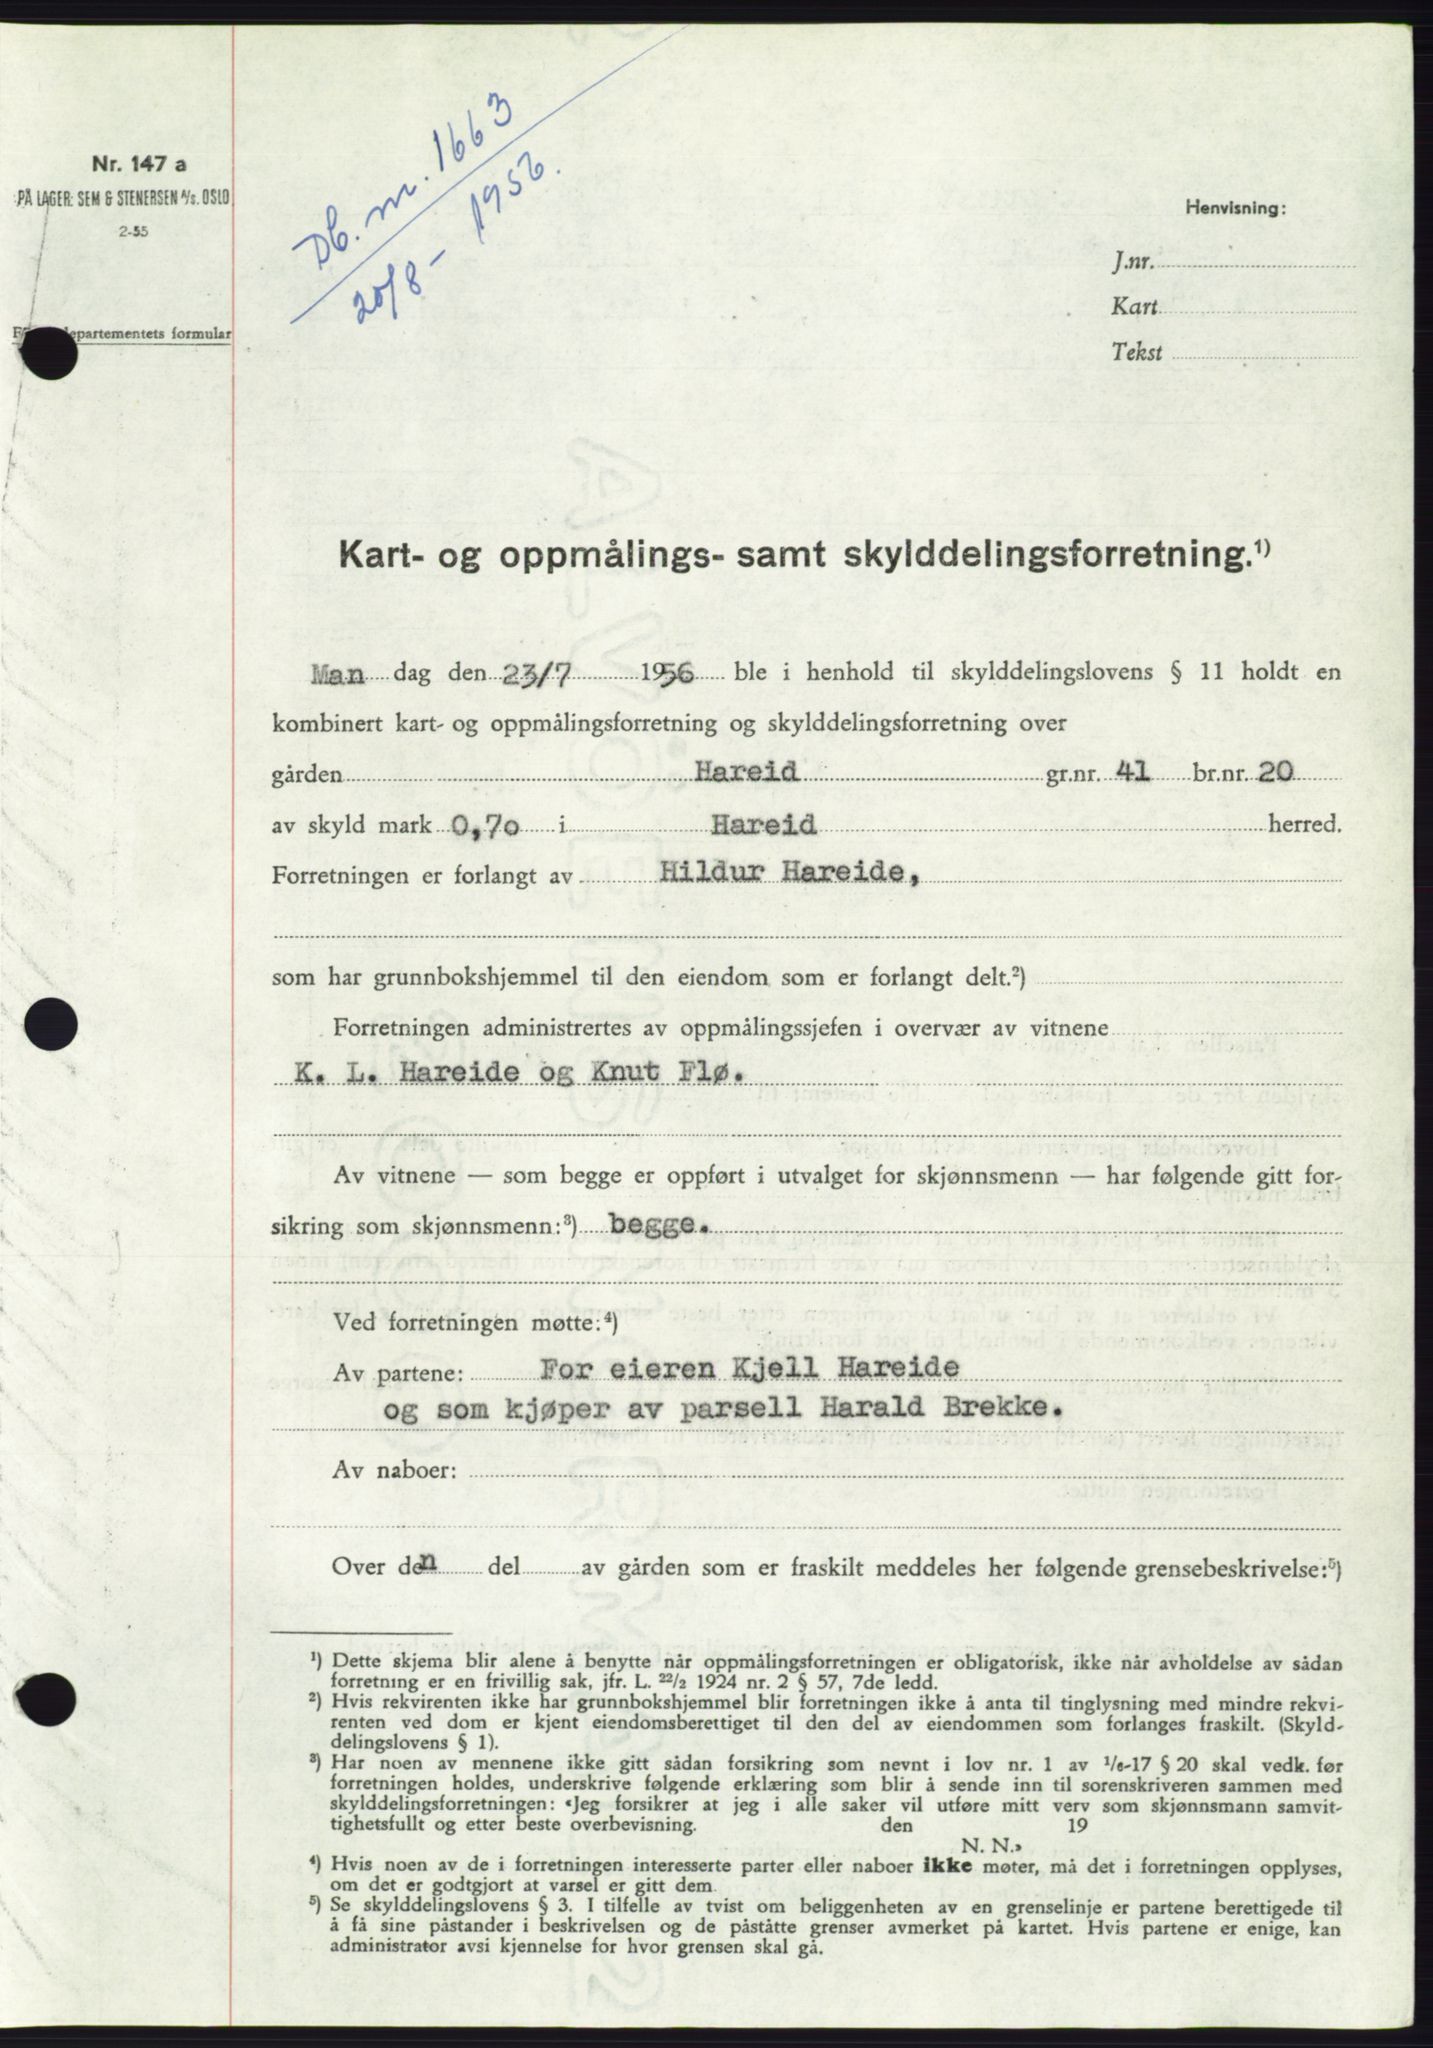 Db. nr. 1663
20/8 - 1956.
Nr. 147 a
PÅ LAGER: SEM & STENERSEN A/S. OSLO
2-55
departementets formular
Henvisning:
J.nr.
Kart
Tekst
Kart- og oppmålings- samt skylddelingsforretning.¹)
Man dag den 23/7 1956 ble i henhold til skylddelingslovens § 11 holdt en
kombinert kart- og oppmålingsforretning og skylddelingsforretning over
gården Hareid gr.nr. 41 br.nr. 20
av skyld mark 0,70 i Hareid herred.
Forretningen er forlangt av Hildur Hareide,
som har grunnbokshjemmel til den eiendom som er forlangt delt.²)
Forretningen administrertes av oppmålingssjefen i overvær av vitnene
K. L. Hareide og Knut Flø.
Av vitnene — som begge er oppført i utvalget for skjønnsmenn — har følgende gitt for-
sikring som skjønnsmenn:³) begge.
Ved forretningen møtte:⁴)
Av partene: For eieren Kjell Hareide
og som kjøper av parsell Harald Brekke.
Av naboer:
Over den del av gården som er fraskilt meddeles her følgende grensebeskrivelse:⁵)
¹) Dette skjema blir alene å benytte når oppmålingsforretningen er obligatorisk, ikke når avholdelse av sådan
forretning er en frivillig sak, jfr. L. 22/2 1924 nr. 2 § 57, 7de ledd.
²) Hvis rekvirenten ikke har grunnbokshjemmel blir forretningen ikke å anta til tinglysning med mindre rekvi-
renten ved dom er kjent eiendomsberettiget til den del av eiendommen som forlanges fraskilt. (Skyld-
delingslovens § 1).
³) Har noen av mennene ikke gitt sådan forsikring som nevnt i lov nr. 1 av 1/6-17 § 20 skal vedk. før
forretningen holdes, underskrive følgende erklæring som blir å sende inn til sorenskriveren sammen med
skylddelingsforretningen: «Jeg forsikrer at jeg i alle saker vil utføre mitt verv som skjønnsmann samvit-
tighetsfullt og etter beste overbevisning. den 19
N. N.»
⁴) Hvis noen av de i forretningen interesserte parter eller naboer ikke møter, må det i forretningen opplyses,
om det er godtgjort at varsel er gitt dem.
⁵) Se skylddelingslovens § 3. I tilfelle av tvist om beliggenheten av en grenselinje er partene berettigede til
å få sine påstander i beskrivelsen og de påståtte grenser avmerket på kartet. Hvis partene er enige, kan
administrator avsi kjennelse for hvor grensen skal gå.